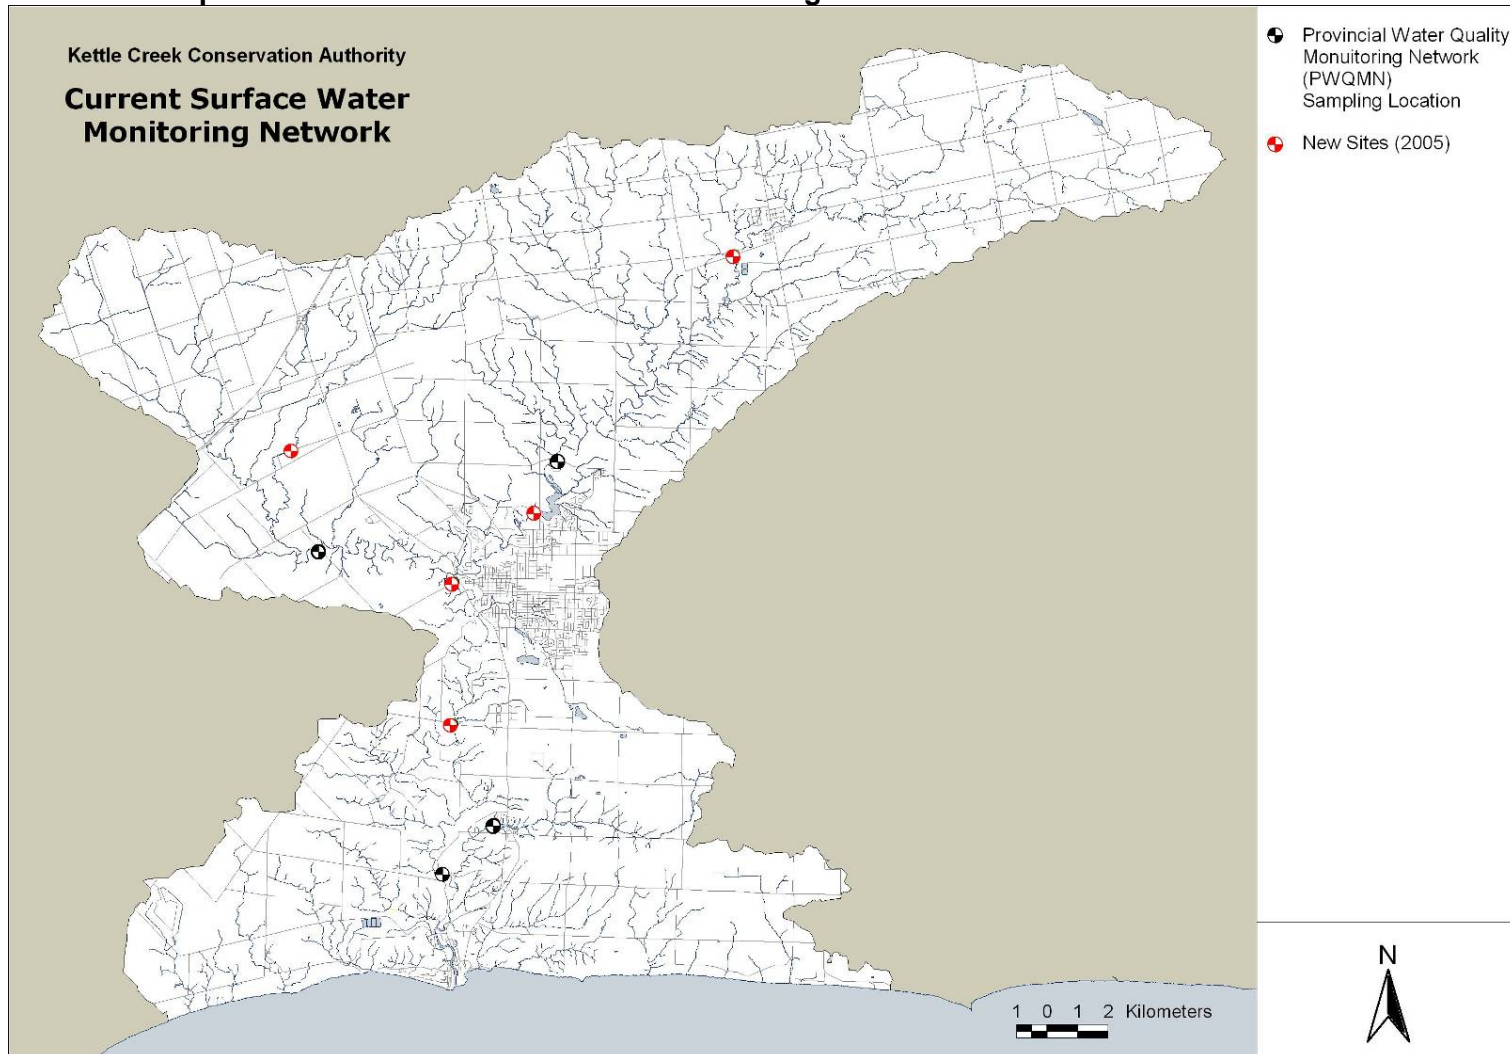 Kettle Creek Conservation Authority
Current Surface Water
Monitoring Network
Provincial Water Quality
Monuitoring Network
(PWQMN)
Sampling Location
New Sites (2005)
N
1 0 1 2 Kilometers